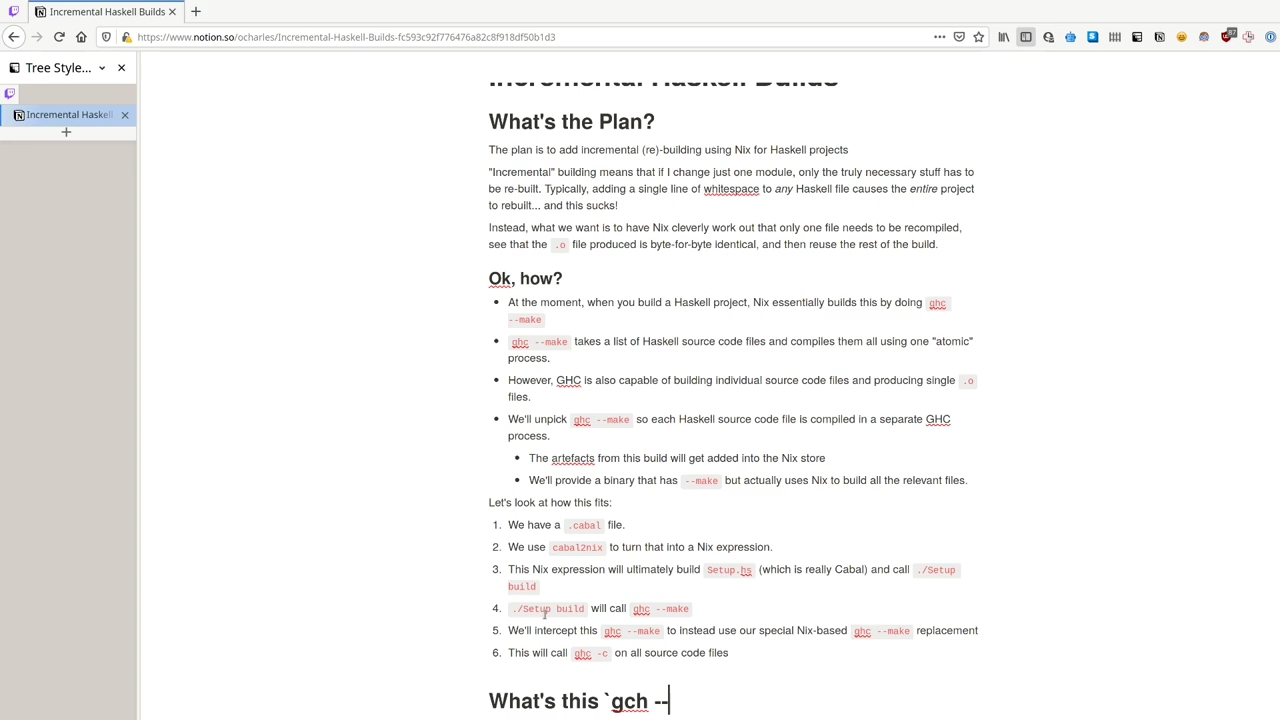 Incremental Haskell Builds
https://www.notion.so/ocharles/Incremental-Haskell-Builds-fc593c92f776476a82c8f918df50b1d3
87
Tree Style...
Incremental Haskell
Incremental Haskell Builds
What's the Plan?
The plan is to add incremental (re)-building using Nix for Haskell projects
"Incremental" building means that if I change just one module, only the truly necessary stuff has to
be re-built. Typically, adding a single line of whitespace to any Haskell file causes the entire project
to rebuilt... and this sucks!
Instead, what we want is to have Nix cleverly work out that only one file needs to be recompiled,
see that the .o file produced is byte-for-byte identical, and then reuse the rest of the build.
Ok, how?
• At the moment, when you build a Haskell project, Nix essentially builds this by doing ghc
--make
• ghc --make takes a list of Haskell source code files and compiles them all using one "atomic"
process.
• However, GHC is also capable of building individual source code files and producing single .o
files.
• We'll unpick ghc --make so each Haskell source code file is compiled in a separate GHC
process.
• The artefacts from this build will get added into the Nix store
• We'll provide a binary that has --make but actually uses Nix to build all the relevant files.
Let's look at how this fits:
1. We have a .cabal file.
2. We use cabal2nix to turn that into a Nix expression.
3. This Nix expression will ultimately build Setup.hs (which is really Cabal) and call ./Setup
build
4. ./Setup build will call ghc --make
5. We'll intercept this ghc --make to instead use our special Nix-based ghc --make replacement
6. This will call ghc -c on all source code files
What's this `gch --